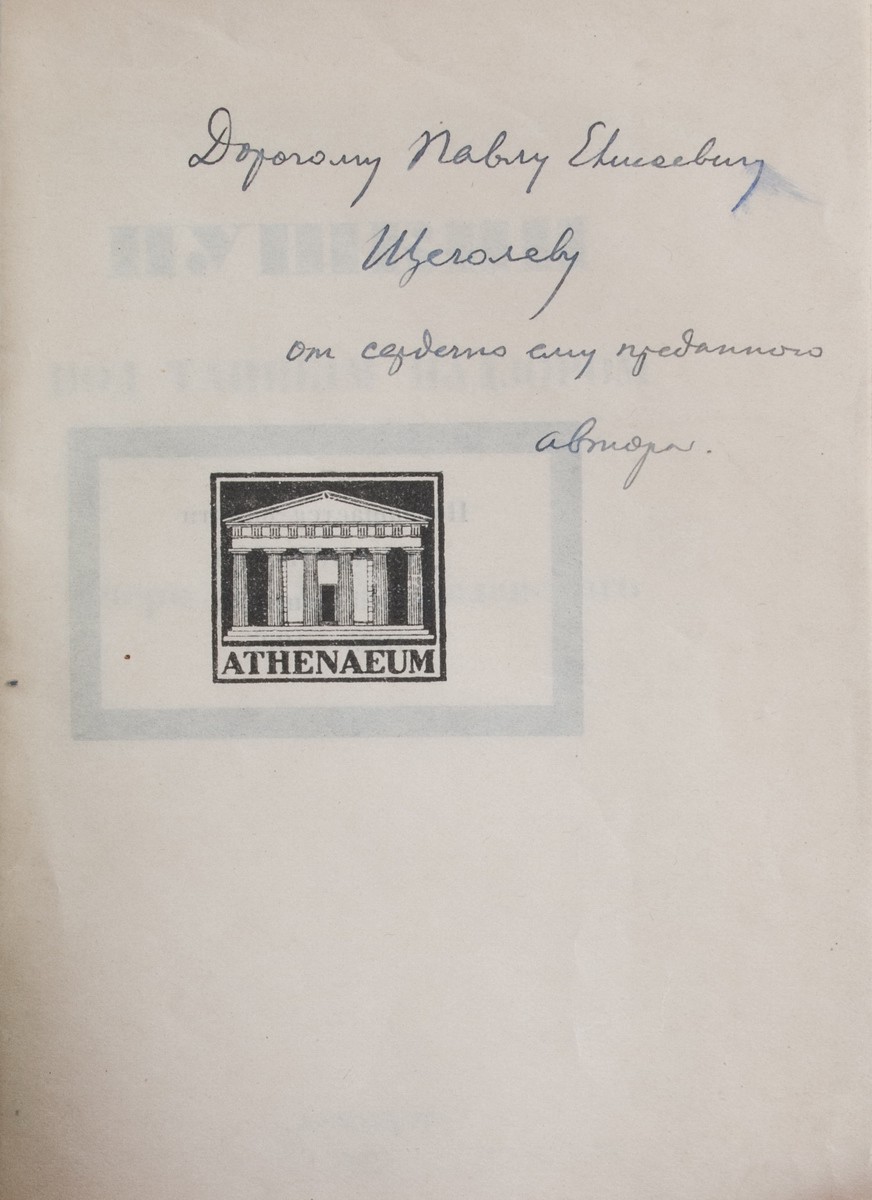 Дорогому Павлу Елисеевичу
Щеголеву
от сердечно ему преданного
автора.
ATHENAEUM